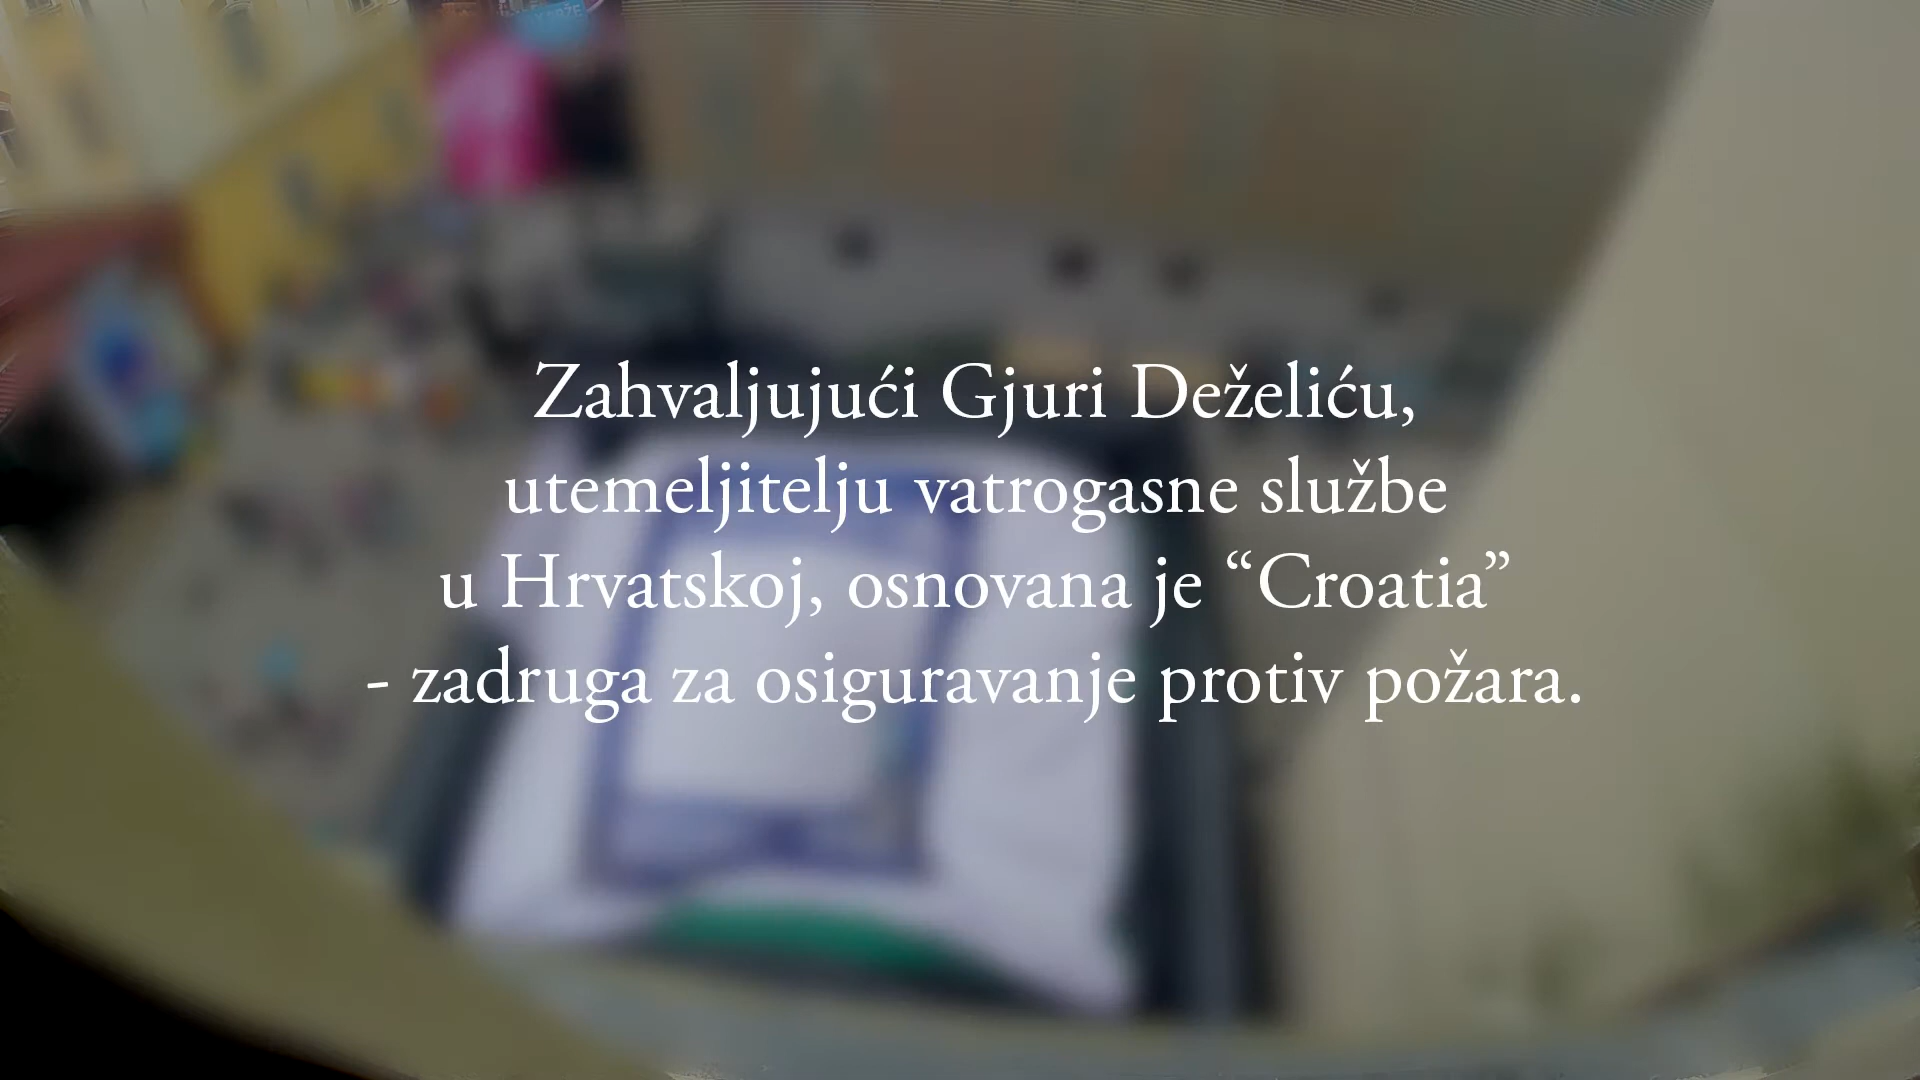 Zahvaljujući Gjuri Deželiću,
utemeljitelju vatrogasne službe
u Hrvatskoj, osnovana je “Croatia”
- zadruga za osiguravanje protiv požara.